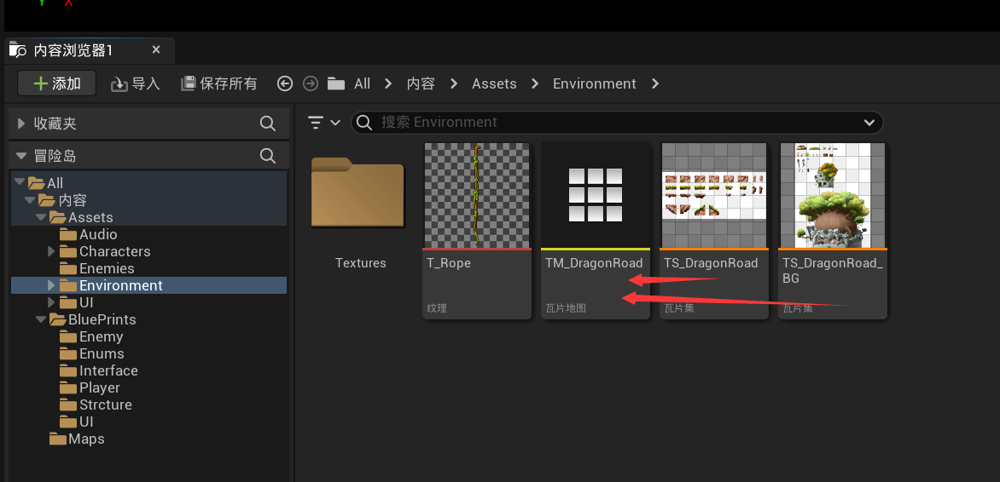 Y X
内容浏览器1 ×
添加 导入 保存所有 All 内容 Assets Environment
收藏夹
搜索 Environment
冒险岛
All
内容
Assets
Audio
Characters
Enemies
Environment
UI
BluePrints
Enemy
Enums
Interface
Player
Strcture
UI
Maps
Textures
T_Rope
纹理
TM_DragonRoad
瓦片地图
TS_DragonRoad
瓦片集
TS_DragonRoad_
BG
瓦片集